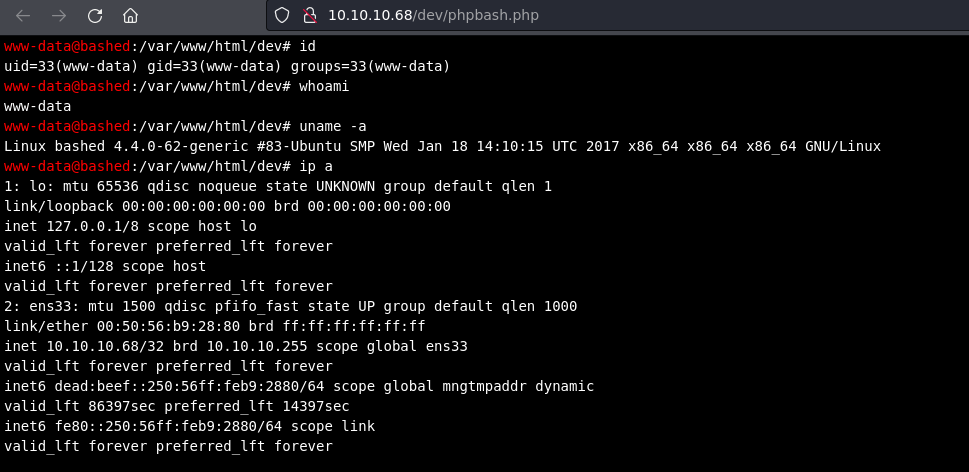 10.10.10.68/dev/phpbash.php
www-data@bashed:/var/www/html/dev# id
uid=33(www-data) gid=33(www-data) groups=33(www-data)
www-data@bashed:/var/www/html/dev# whoami
www-data
www-data@bashed:/var/www/html/dev# uname -a
Linux bashed 4.4.0-62-generic #83-Ubuntu SMP Wed Jan 18 14:10:15 UTC 2017 x86_64 x86_64 x86_64 GNU/Linux
www-data@bashed:/var/www/html/dev# ip a
1: lo: mtu 65536 qdisc noqueue state UNKNOWN group default qlen 1
link/loopback 00:00:00:00:00:00 brd 00:00:00:00:00:00
inet 127.0.0.1/8 scope host lo
valid_lft forever preferred_lft forever
inet6 ::1/128 scope host
valid_lft forever preferred_lft forever
2: ens33: mtu 1500 qdisc pfifo_fast state UP group default qlen 1000
link/ether 00:50:56:b9:28:80 brd ff:ff:ff:ff:ff:ff
inet 10.10.10.68/32 brd 10.10.10.255 scope global ens33
valid_lft forever preferred_lft forever
inet6 dead:beef::250:56ff:feb9:2880/64 scope global mngtmpaddr dynamic
valid_lft 86397sec preferred_lft 14397sec
inet6 fe80::250:56ff:feb9:2880/64 scope link
valid_lft forever preferred_lft forever